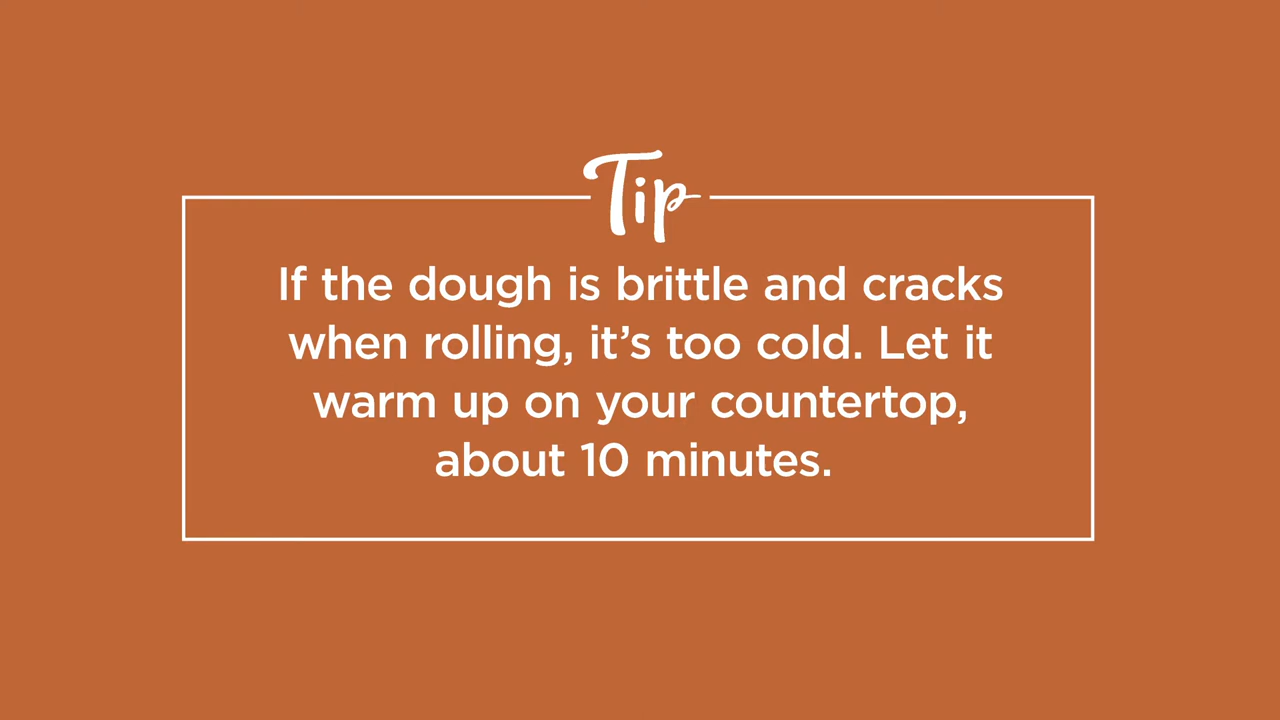 Tip
If the dough is brittle and cracks
when rolling, it’s too cold. Let it
warm up on your countertop,
about 10 minutes.